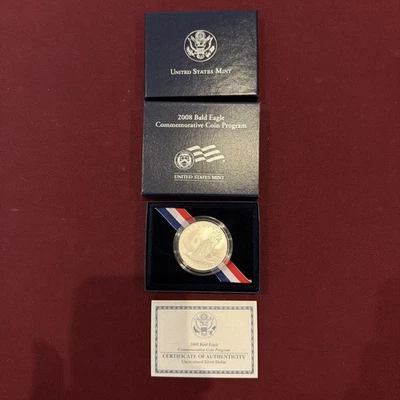 UNITED STATES MINT
2008 Bald Eagle
Commemorative Coin Program
UNITED STATES MINT
2008 Bald Eagle
Commemorative Coin Program
CERTIFICATE OF AUTHENTICITY
Uncirculated Silver Dollar